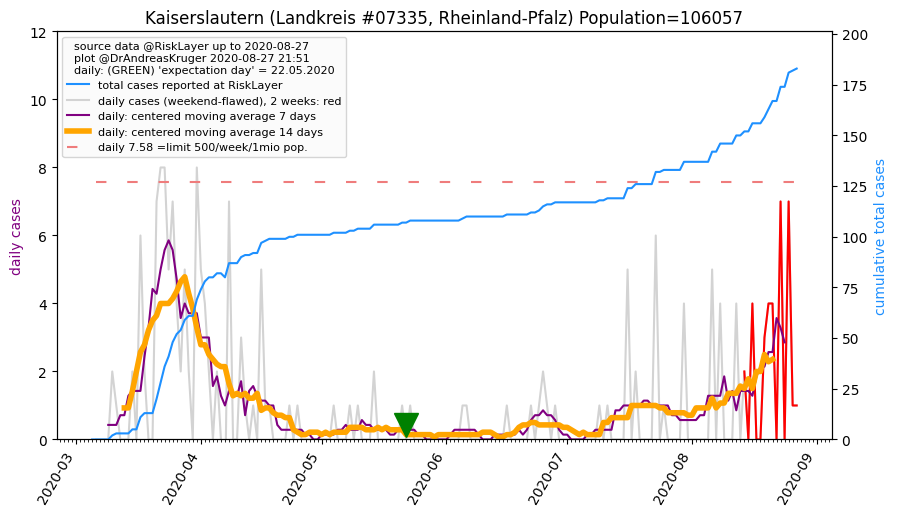 Kaiserslautern (Landkreis #07335, Rheinland-Pfalz) Population=106057
source data @RiskLayer up to 2020-08-27
plot @DrAndreasKruger 2020-08-27 21:51
daily: (GREEN) 'expectation day' = 22.05.2020
total cases reported at RiskLayer
daily cases (weekend-flawed), 2 weeks: red
daily: centered moving average 7 days
daily: centered moving average 14 days
daily 7.58 =limit 500/week/1mio pop.
daily cases
12
10
8
6
4
2
0
cumulative total cases
200
175
150
125
100
75
50
25
0
2020-03
2020-04
2020-05
2020-06
2020-07
2020-08
2020-09